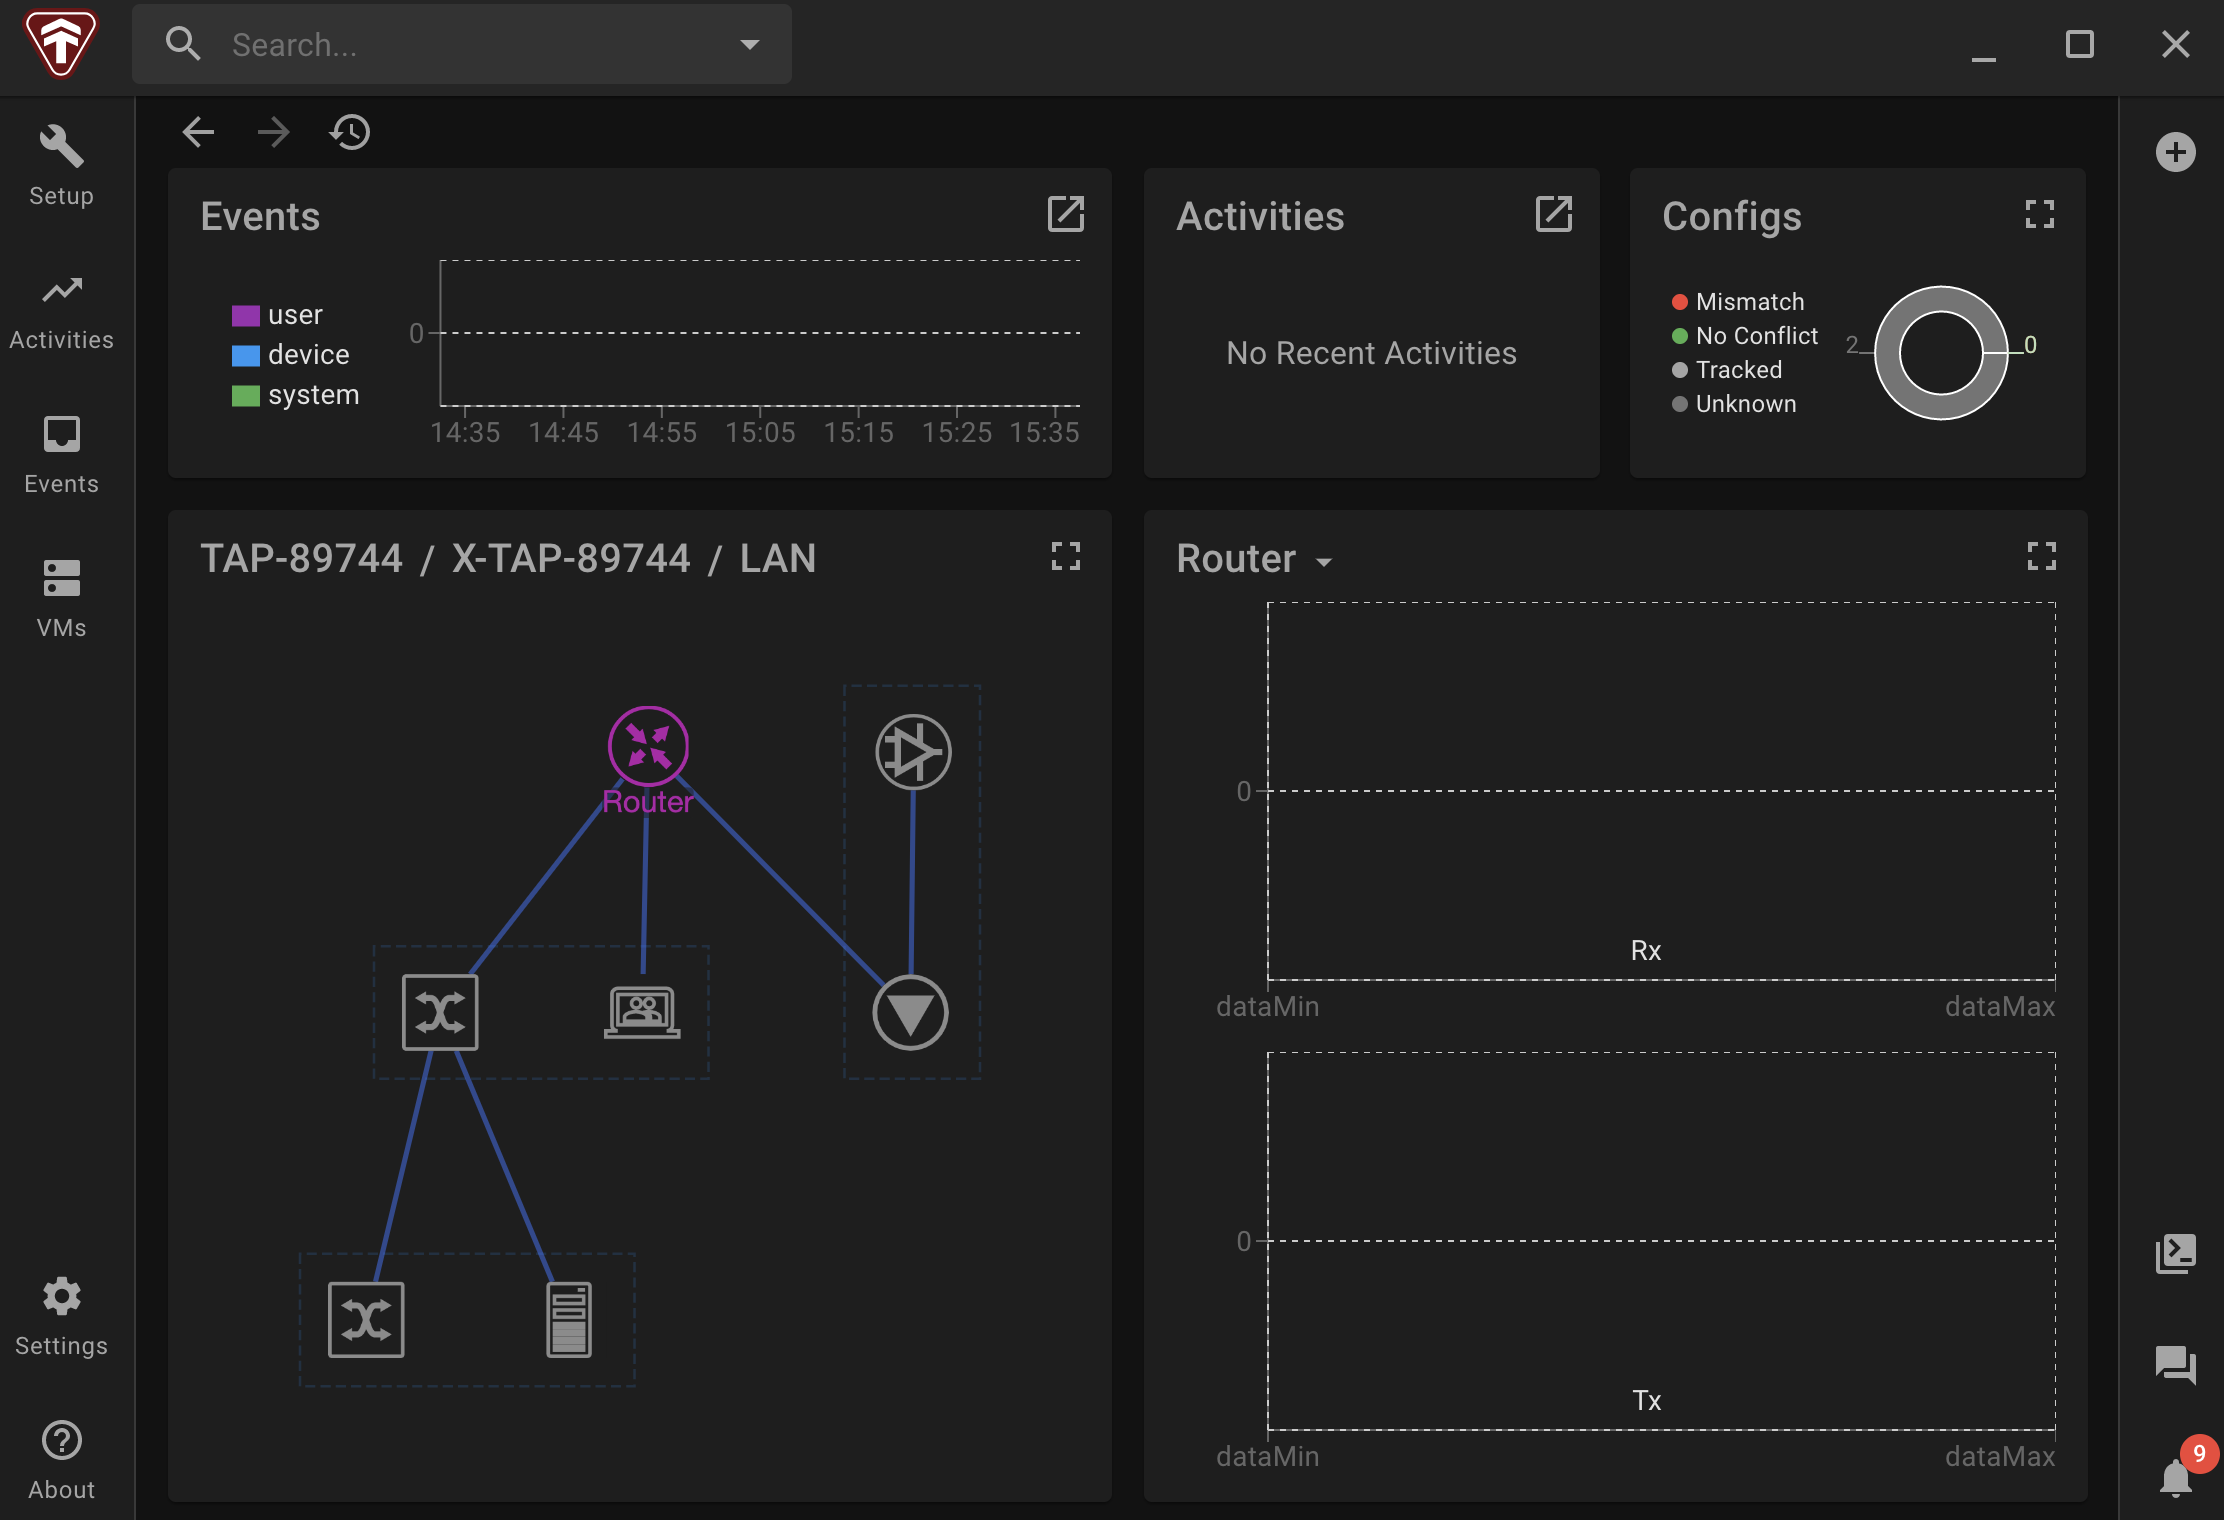 Search...
Setup
Activities
Events
VMs
Settings
About
Events
user
device
system
0
14:35 14:45 14:55 15:05 15:15 15:25 15:35
Activities
No Recent Activities
Configs
Mismatch
No Conflict
Tracked
Unknown
2
0
TAP-89744 / X-TAP-89744 / LAN
Router
Router
0
Rx
dataMin dataMax
0
Tx
dataMin dataMax
9